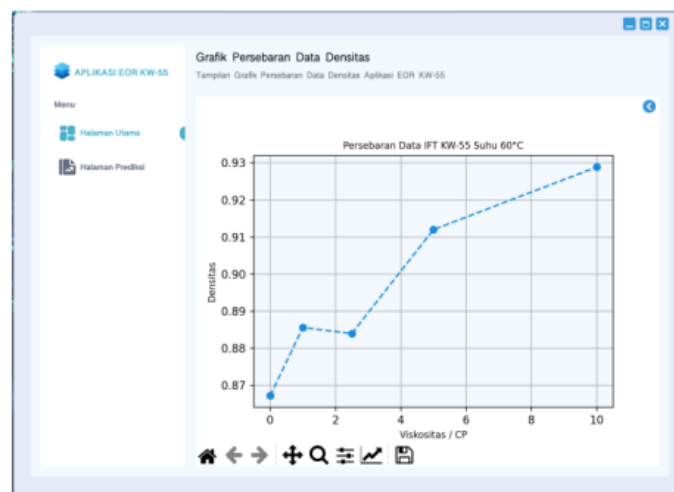 Grafik Persebaran Data Densitas
Tampilan Grafik Persebaran Data Densitas Aplikasi EOR KW-55
APLIKASI EOR KW-55
Menu
Halaman Utama
Halaman Prediksi
Persebaran Data IFT KW-55 Suhu 60°C
Densitas
0.93
0.92
0.91
0.90
0.89
0.88
0.87
0 2 4 6 8 10
Viskositas / CP